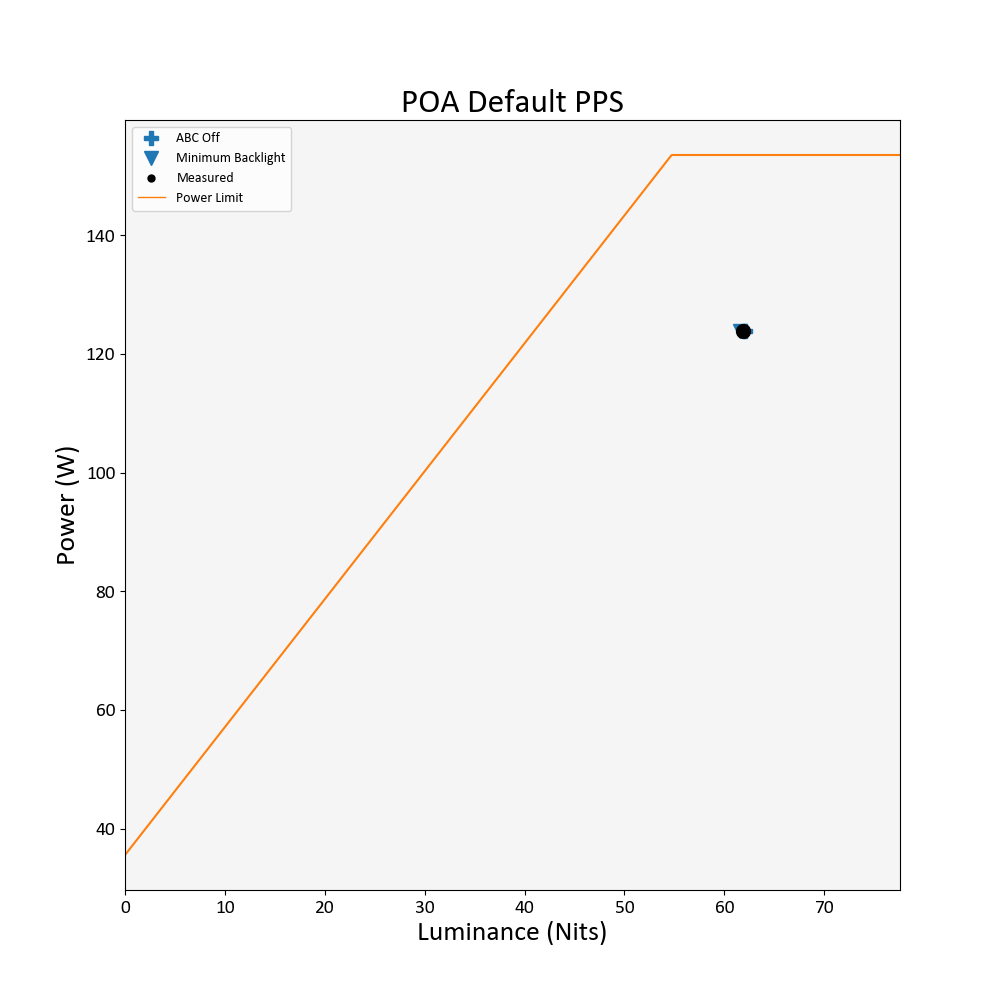 POA Default PPS
ABC Off
Minimum Backlight
Measured
Power Limit
140
120
100
80
60
40
Power (W)
0 10 20 30 40 50 60 70
Luminance (Nits)